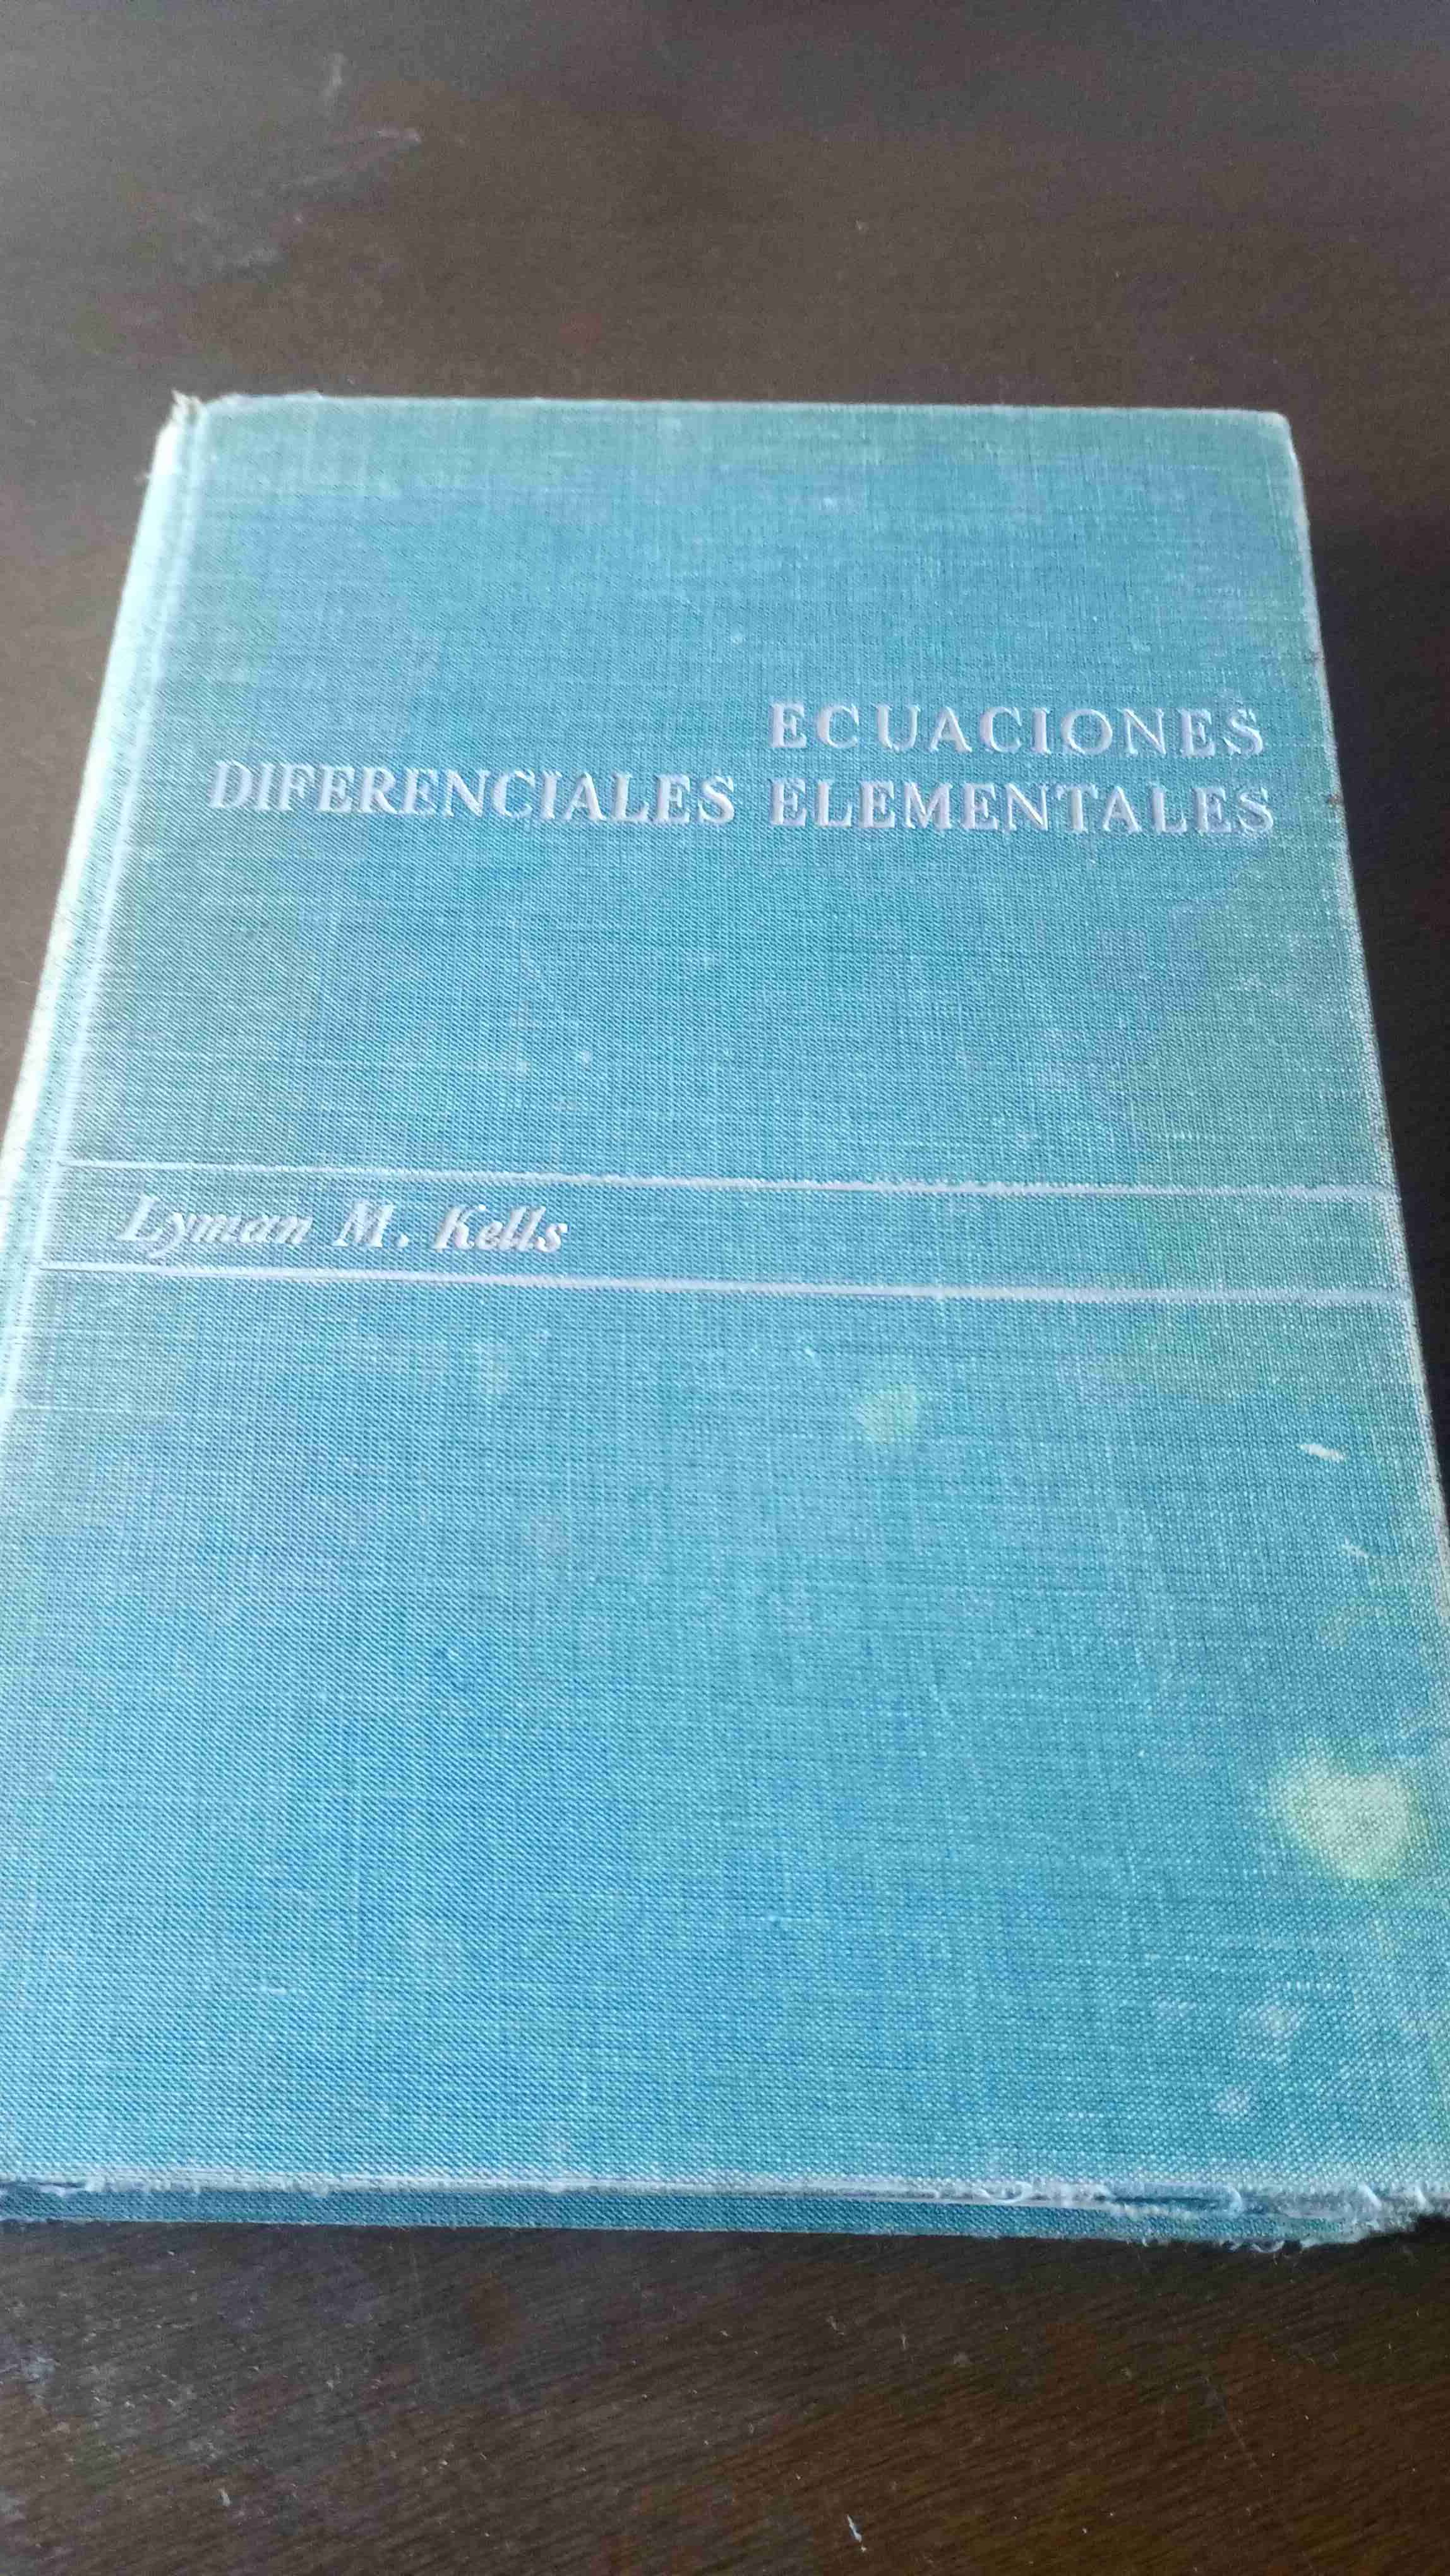 ECUACIONES
DIFERENCIALES ELEMENTALES
Lyman M. Kells